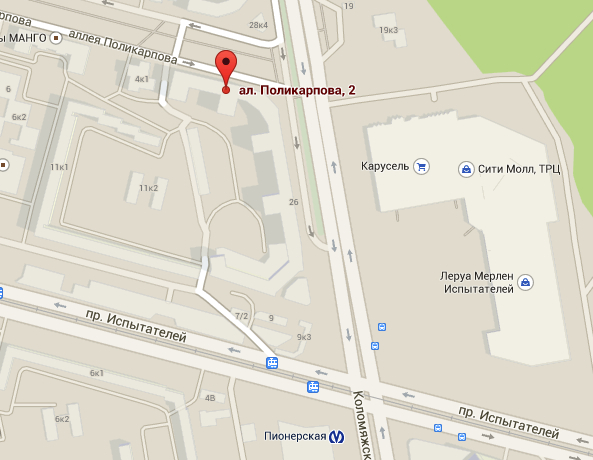 19
28к4
19к3
рпова
ы МАНГО
аллея Поликарпова
4к1
ал. Поликарпова, 2
6
6к2
11к1
11к2
26
Карусель
Сити Молл, ТРЦ
Леруа Мерлен
Испытателей
пр. Испытателей
7/2
9
9к3
6к1
4В
6к2
Коломяжск
Пионерская
пр. Испытателей